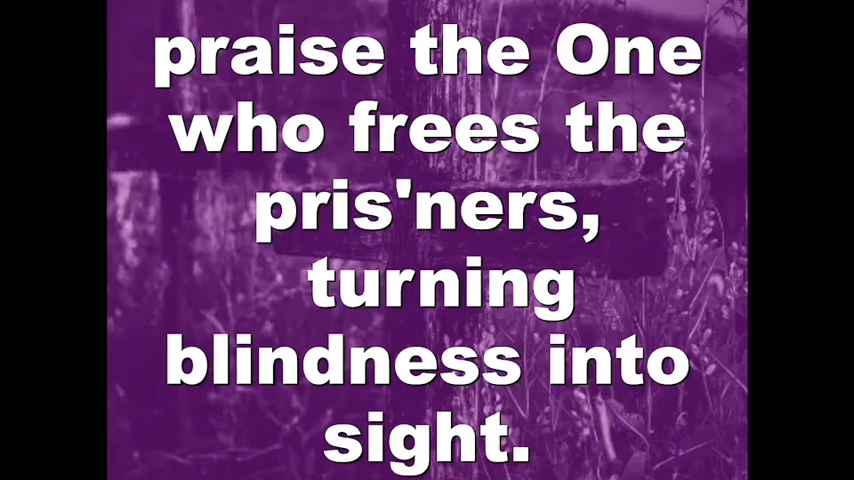 praise the One
who frees the
pris'ners,
turning
blindness into
sight.